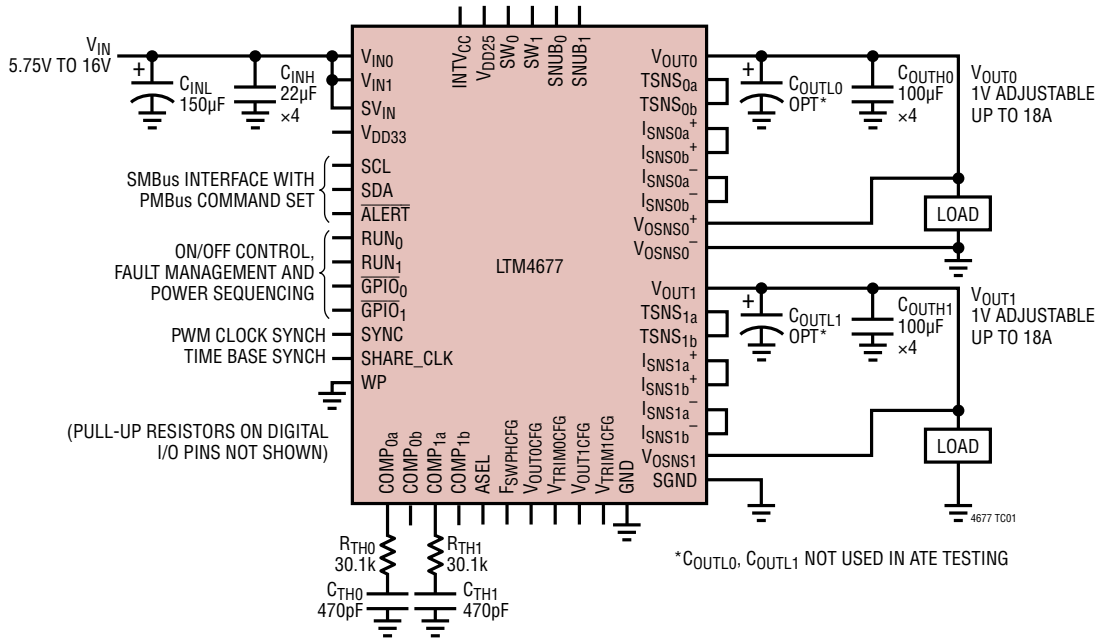 INTVCC
VDD25
SW0
SW1
SNUB0
SNUB1
VIN
5.75V TO 16V
+
CINL
150µF
CINH
22µF
×4
VIN0
VIN1
SVIN
VDD33
SMBus INTERFACE WITH
PMBus COMMAND SET
SCL
SDA
ALERT
ON/OFF CONTROL,
FAULT MANAGEMENT AND
POWER SEQUENCING
RUN0
RUN1
GPIO0
GPIO1
PWM CLOCK SYNCH
SYNC
TIME BASE SYNCH
SHARE_CLK
WP
(PULL-UP RESISTORS ON DIGITAL
I/O PINS NOT SHOWN)
LTM4677
VOUT0
TSNS0a
TSNS0b
ISNS0a+
ISNS0b+
ISNS0a–
ISNS0b–
VOSNS0+
VOSNS0–
VOUT1
TSNS1a
TSNS1b
ISNS1a+
ISNS1b+
ISNS1a–
ISNS1b–
VOSNS1
SGND
+
COUTL0
OPT*
COUTH0
100µF
×4
VOUT0
1V ADJUSTABLE
UP TO 18A
LOAD
+
COUTL1
OPT*
COUTH1
100µF
×4
VOUT1
1V ADJUSTABLE
UP TO 18A
LOAD
4677 TC01
COMP0a
COMP0b
COMP1a
COMP1b
ASEL
FSWPHCFG
VOUT0CFG
VTRIM0CFG
VOUT1CFG
VTRIM1CFG
GND
RTH0
30.1k
RTH1
30.1k
CTH0
470pF
CTH1
470pF
*COUTL0, COUTL1 NOT USED IN ATE TESTING